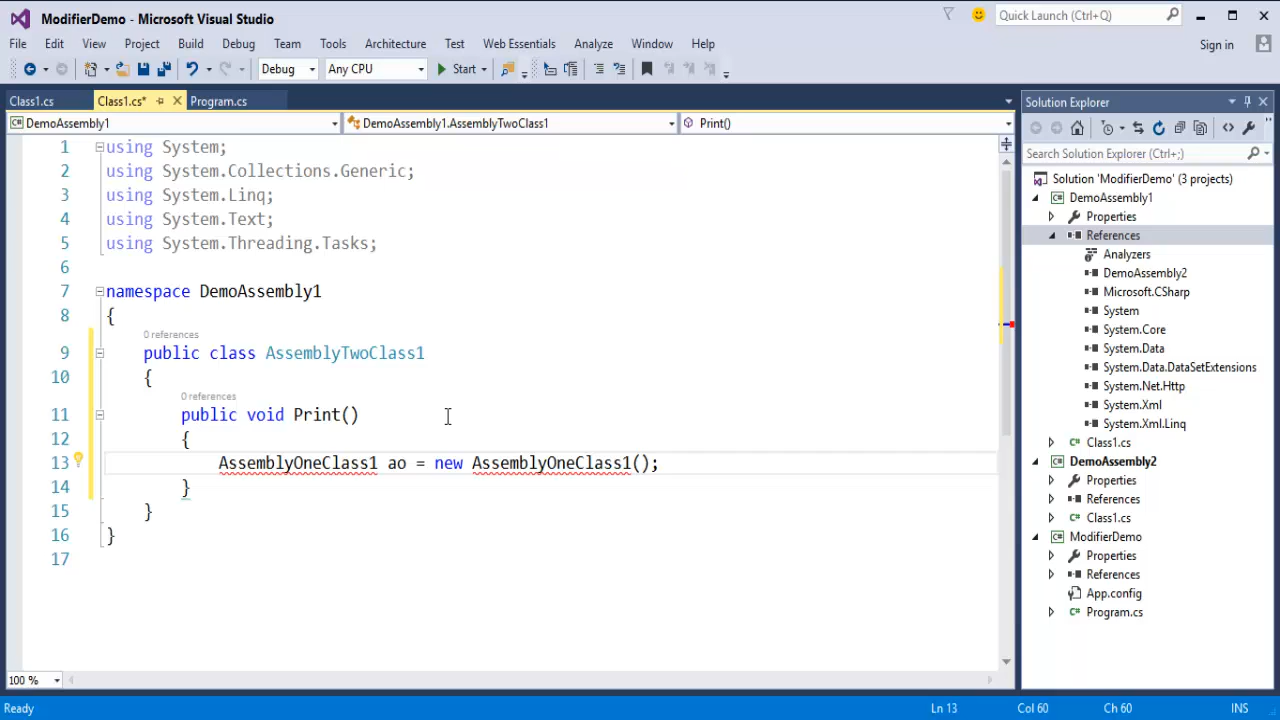 ModifierDemo - Microsoft Visual Studio
Quick Launch (Ctrl+Q)
File Edit View Project Build Debug Team Tools Architecture Test Web Essentials Analyze Window Help
Sign in
Debug Any CPU Start
Class1.cs Class1.cs* Program.cs
DemoAssembly1 DemoAssembly1.AssemblyTwoClass1 Print()
1 using System;
2 using System.Collections.Generic;
3 using System.Linq;
4 using System.Text;
5 using System.Threading.Tasks;
6
7 namespace DemoAssembly1
8 {
0 references
9 public class AssemblyTwoClass1
10 {
0 references
11 public void Print()
12 {
13 AssemblyOneClass1 ao = new AssemblyOneClass1();
14 }
15 }
16 }
17
100 %
Solution Explorer
Search Solution Explorer (Ctrl+;)
Solution 'ModifierDemo' (3 projects)
C# DemoAssembly1
Properties
References
Analyzers
DemoAssembly2
Microsoft.CSharp
System
System.Core
System.Data
System.Data.DataSetExtensions
System.Net.Http
System.Xml
System.Xml.Linq
C# Class1.cs
C# DemoAssembly2
Properties
References
C# Class1.cs
C# ModifierDemo
Properties
References
App.config
C# Program.cs
Ready Ln 13 Col 60 Ch 60 INS